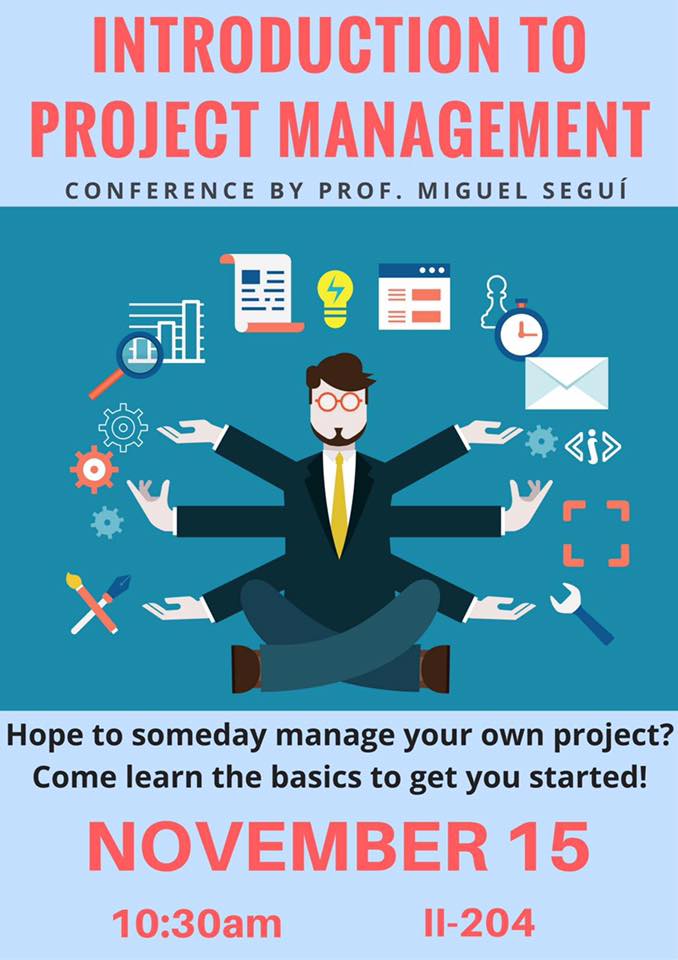 INTRODUCTION TO
PROJECT MANAGEMENT
CONFERENCE BY PROF. MIGUEL SEGUÍ
<i>
Hope to someday manage your own project?
Come learn the basics to get you started!
NOVEMBER 15
10:30am II-204